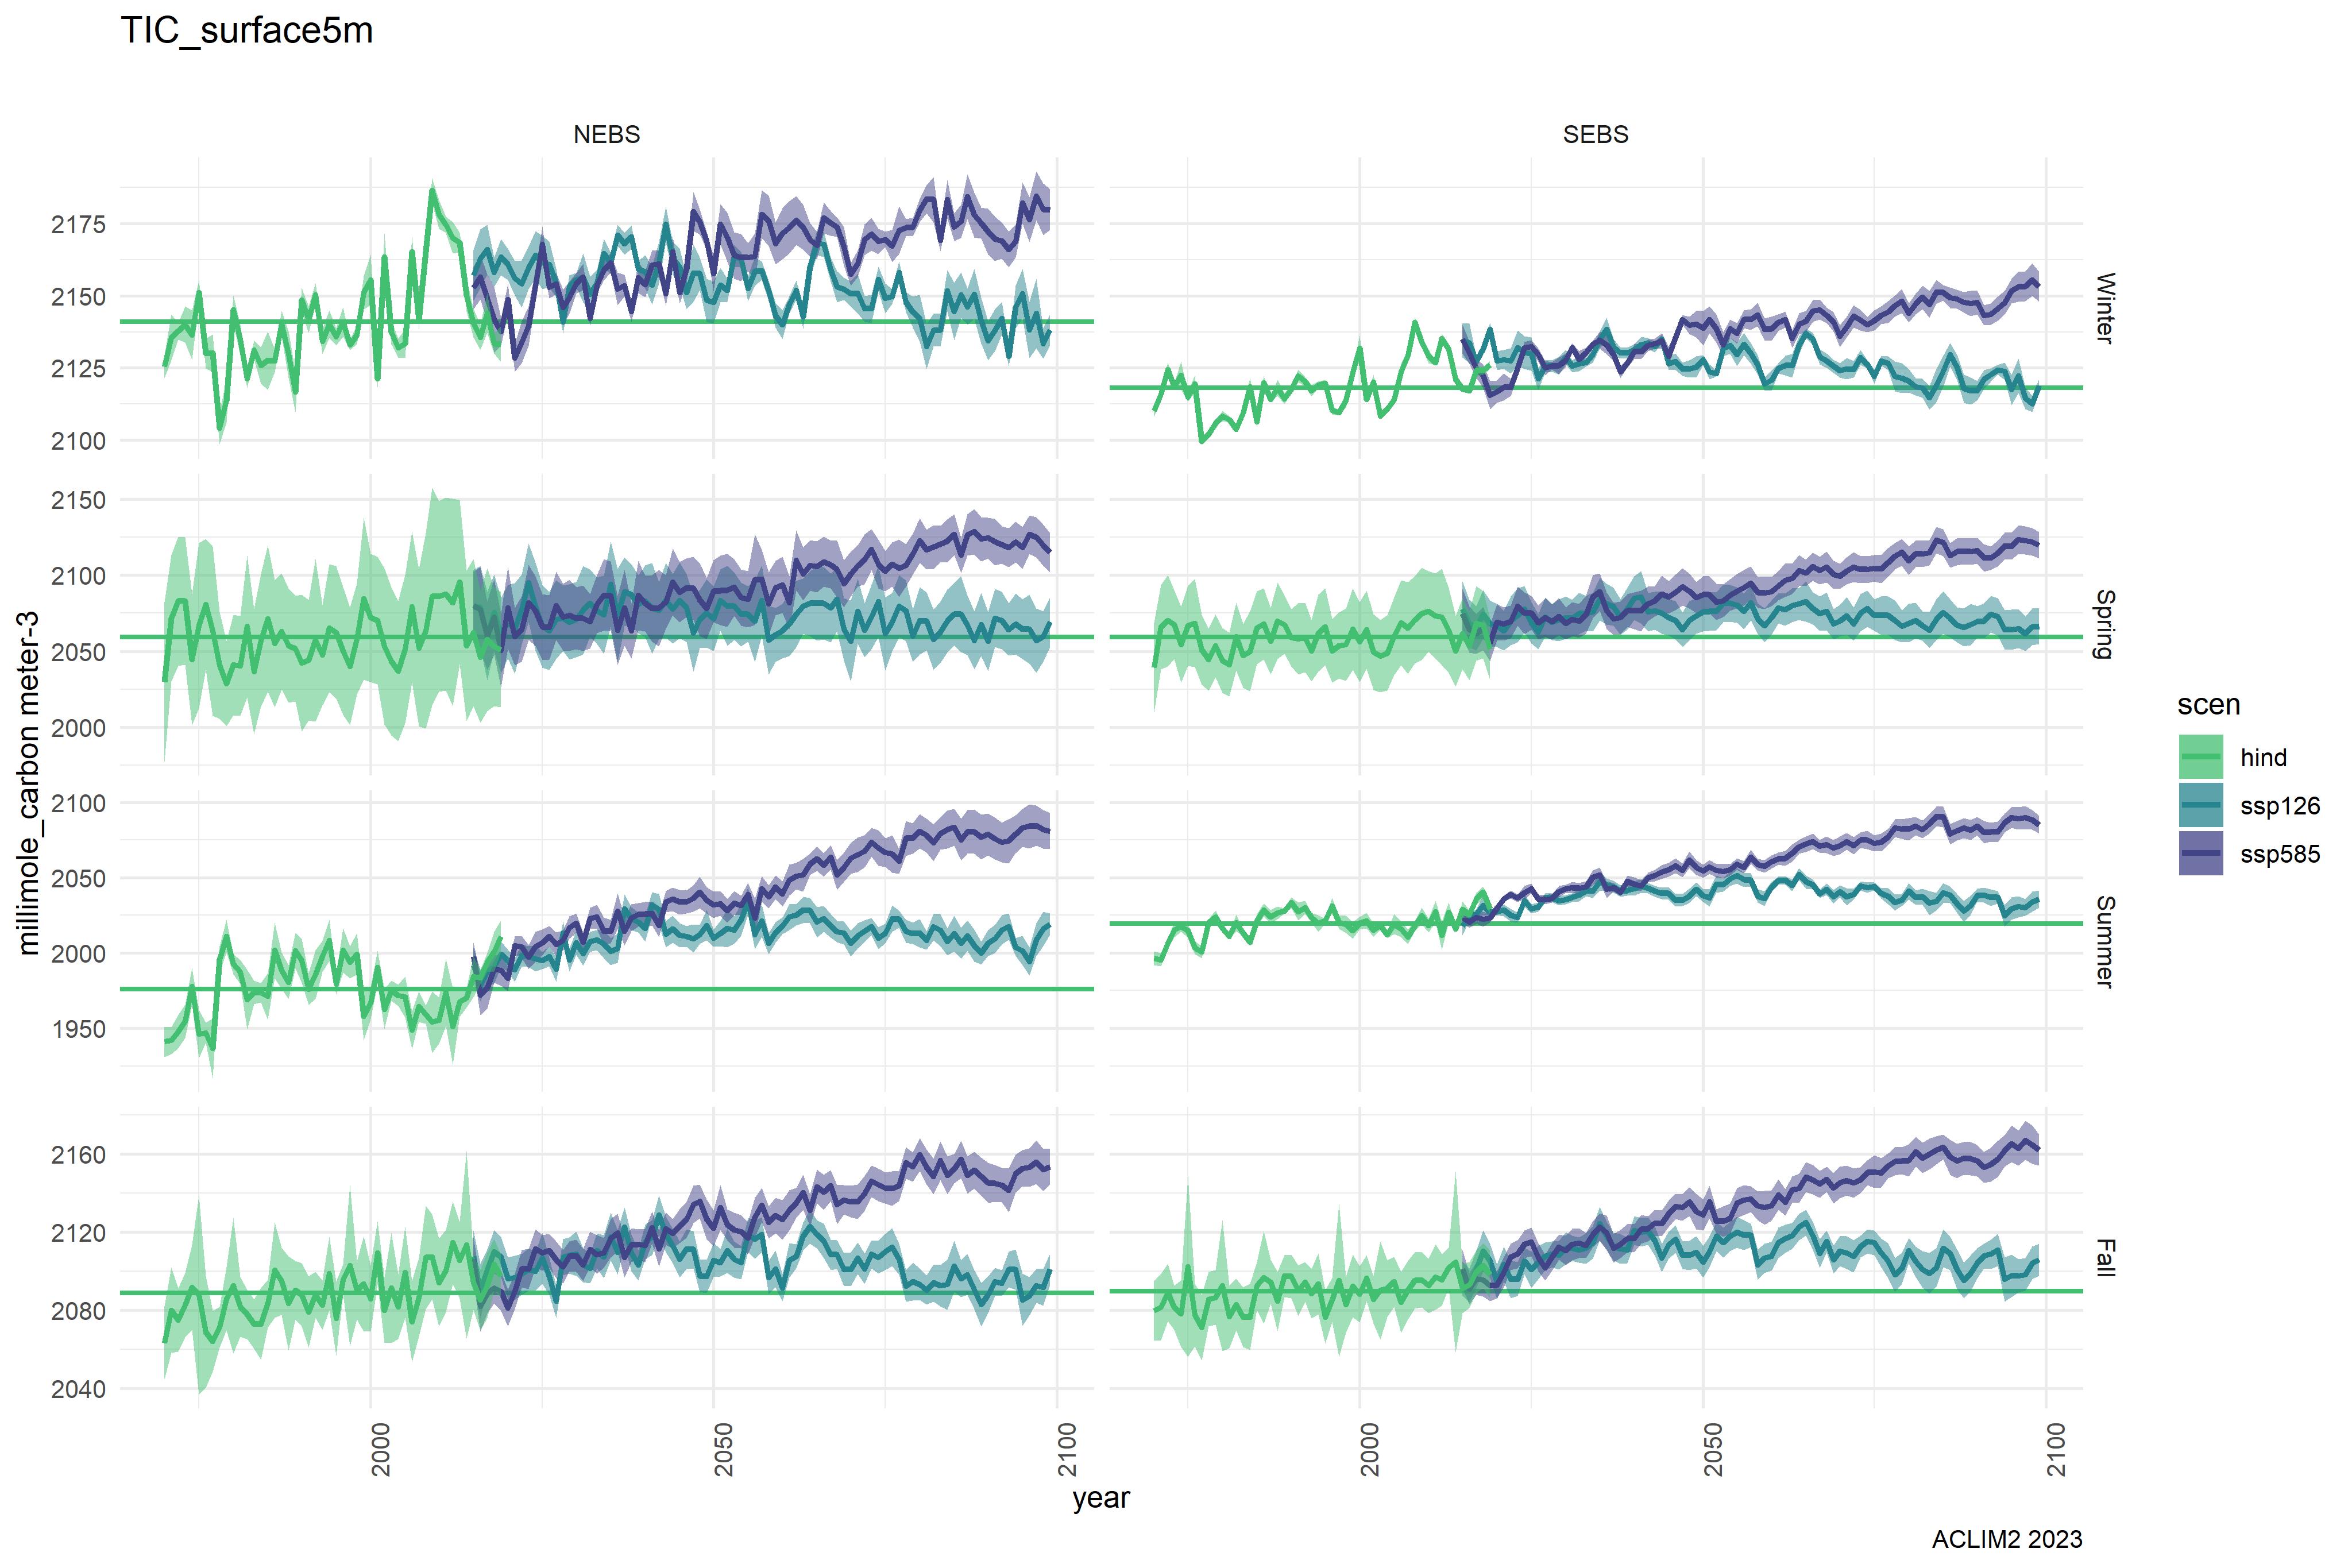 TIC_surface5m
NEBS
SEBS
2175
2150
2125
2100
Winter
2150
2100
2050
2000
Spring
2100
2050
2000
1950
Summer
2160
2120
2080
2040
Fall
millimole_carbon meter-3
2000
2050
2100
2000
2050
2100
year
scen
hind
ssp126
ssp585
ACLIM2 2023